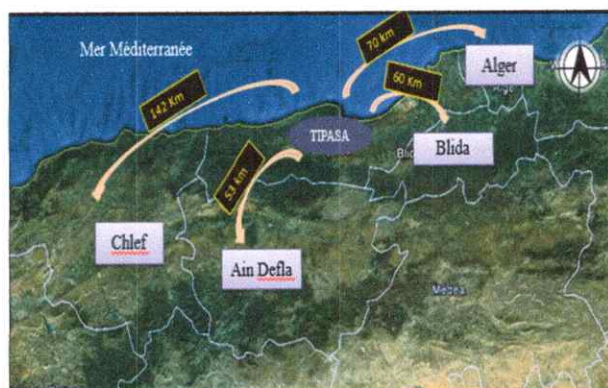 Mer Méditerranée
70 km
Alger
142 Km
60 Km
TIPASA
Blida
53 km
Chlef
Ain Defla
Medea